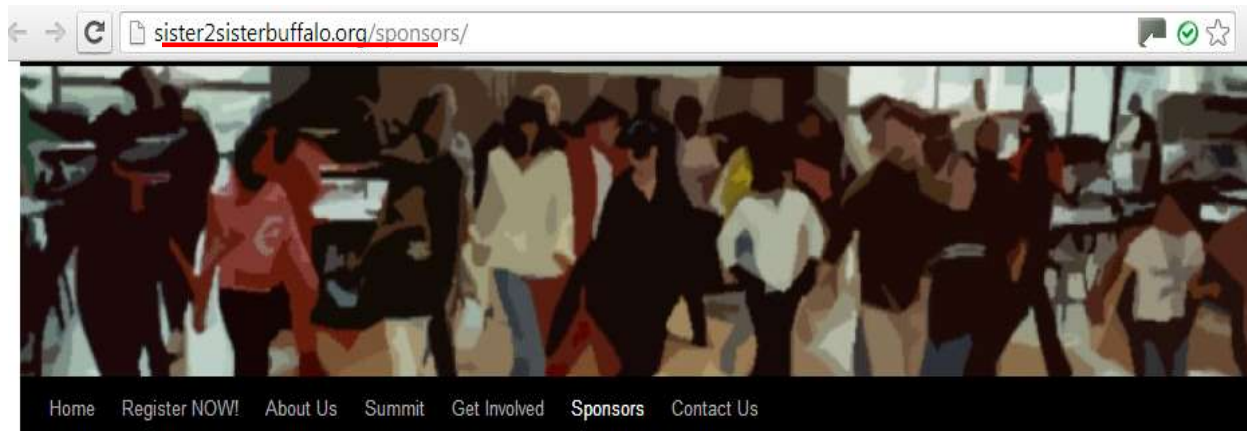 sister2sisterbuffalo.org/sponsors/
Home Register NOW! About Us Summit Get Involved Sponsors Contact Us